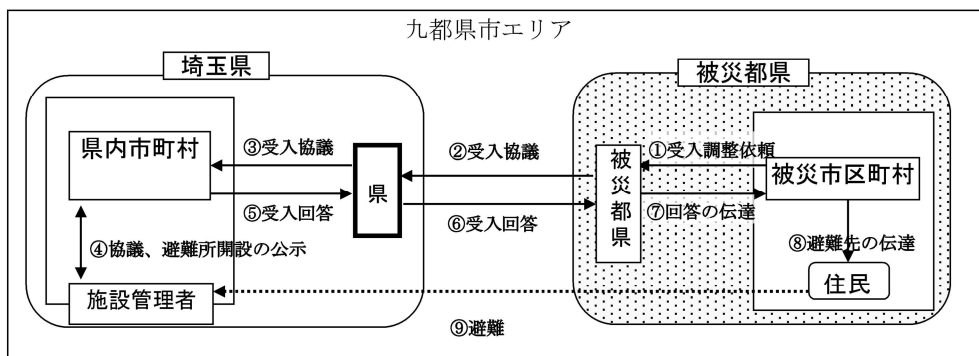 九都県市エリア
埼玉県
被災都県
県内市町村
③受入協議
②受入協議
①受入調整依頼
県
被災都県
被災市区町村
⑤受入回答
⑥受入回答
⑦回答の伝達
④協議、避難所開設の公示
⑧避難先の伝達
施設管理者
住民
⑨避難